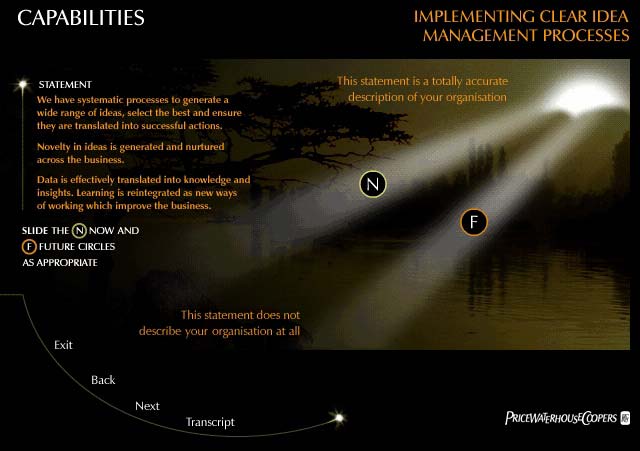 CAPABILITIES
IMPLEMENTING CLEAR IDEA
MANAGEMENT PROCESSES
STATEMENT
We have systematic processes to generate a
wide range of ideas, select the best and ensure
they are translated into successful actions.
Novelty in ideas is generated and nurtured
across the business.
Data is effectively translated into knowledge and
insights. Learning is reintegrated as new ways
of working which improve the business.
SLIDE THE N NOW AND
F FUTURE CIRCLES
AS APPROPRIATE
This statement is a totally accurate
description of your organisation
N
F
This statement does not
describe your organisation at all
Exit
Back
Next
Transcript
PRICEWATERHOUSECOOPERS